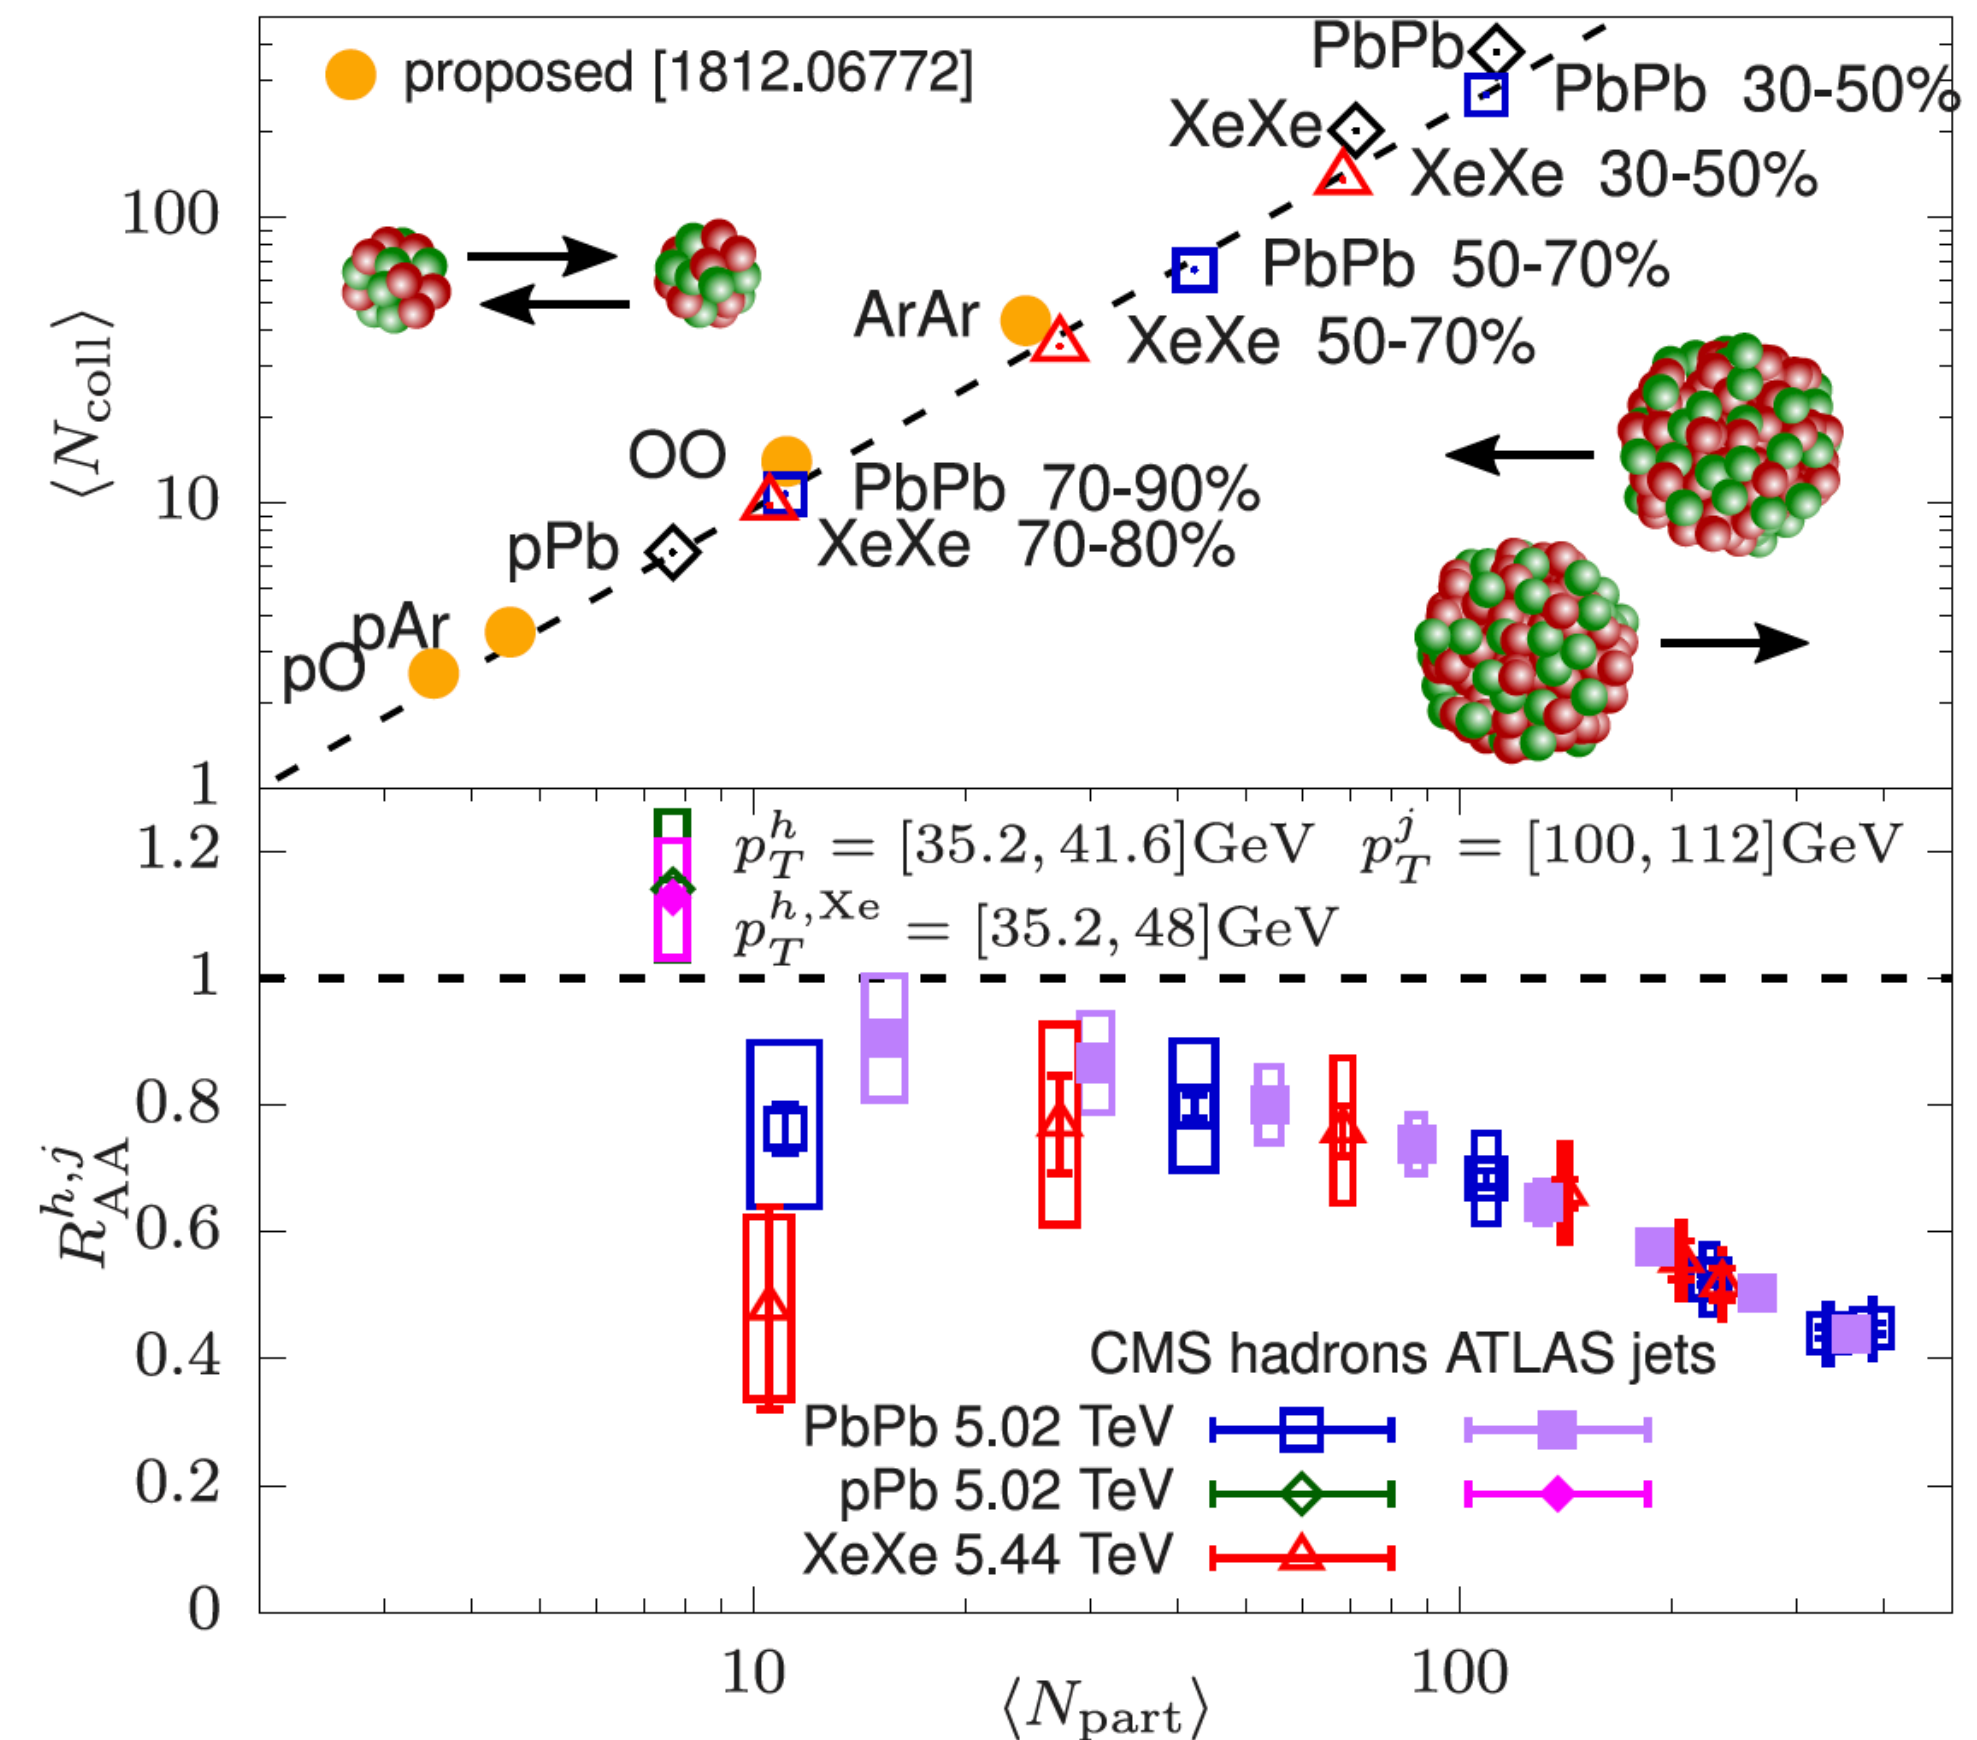 proposed [1812.06772]
PbPb
PbPb 30-50%
XeXe
XeXe 30-50%
100
PbPb 50-70%
ArAr
XeXe 50-70%
⟨N_coll⟩
OO
PbPb 70-90%
10
XeXe 70-80%
pPb
pAr
pO
1
1.2
p_T^h = [35.2, 41.6]GeV p_T^j = [100, 112]GeV
p_T^{h,Xe} = [35.2, 48]GeV
1
0.8
R_AA^{h,j}
0.6
0.4
CMS hadrons ATLAS jets
PbPb 5.02 TeV
0.2
pPb 5.02 TeV
XeXe 5.44 TeV
0
10
100
⟨N_part⟩